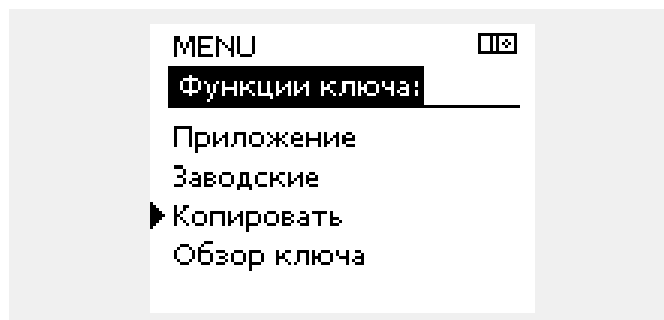 MENU
Функции ключа:
Приложение
Заводские
Копировать
Обзор ключа